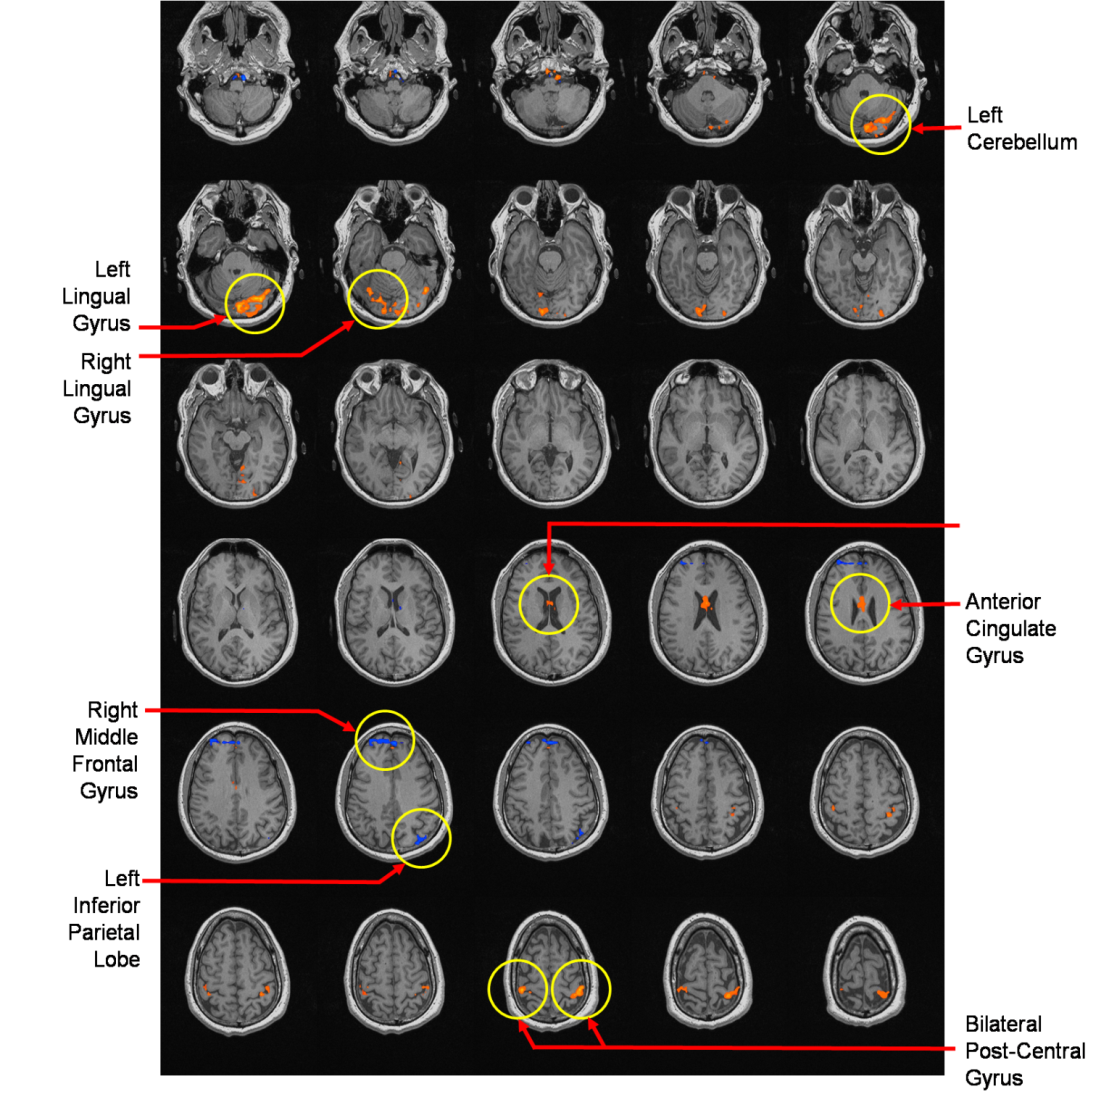 Left
Cerebellum
Left
Lingual
Gyrus
Right
Lingual
Gyrus
Anterior
Cingulate
Gyrus
Right
Middle
Frontal
Gyrus
Left
Inferior
Parietal
Lobe
Bilateral
Post-Central
Gyrus